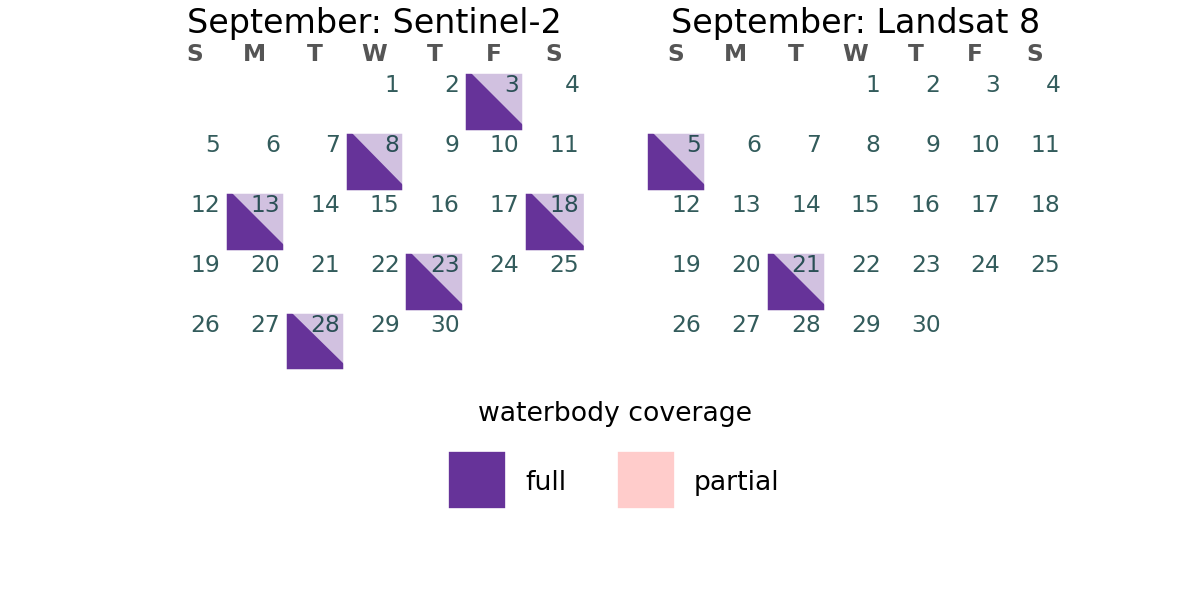 September: Sentinel-2
S M T W T F S
1 2 3 4
5 6 7 8 9 10 11
12 13 14 15 16 17 18
19 20 21 22 23 24 25
26 27 28 29 30
September: Landsat 8
S M T W T F S
1 2 3 4
5 6 7 8 9 10 11
12 13 14 15 16 17 18
19 20 21 22 23 24 25
26 27 28 29 30
waterbody coverage
full partial